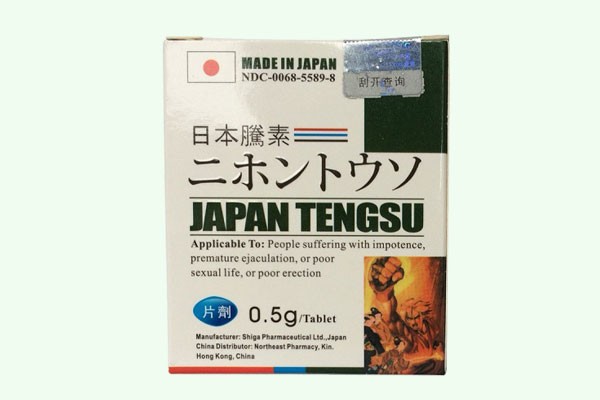 MADE IN JAPAN
NDC-0068-5589-8
刮开查询
日本騰素
ニホントウソ
JAPAN TENGSU
Applicable To: People suffering with impotence,
premature ejaculation, or poor
sexual life, or poor erection
片劑
0.5g/Tablet
Manufacturer: Shiga Pharmaceutical Ltd.,Japan
China Distributor: Northeast Pharmacy, Kin.
Hong Kong, China